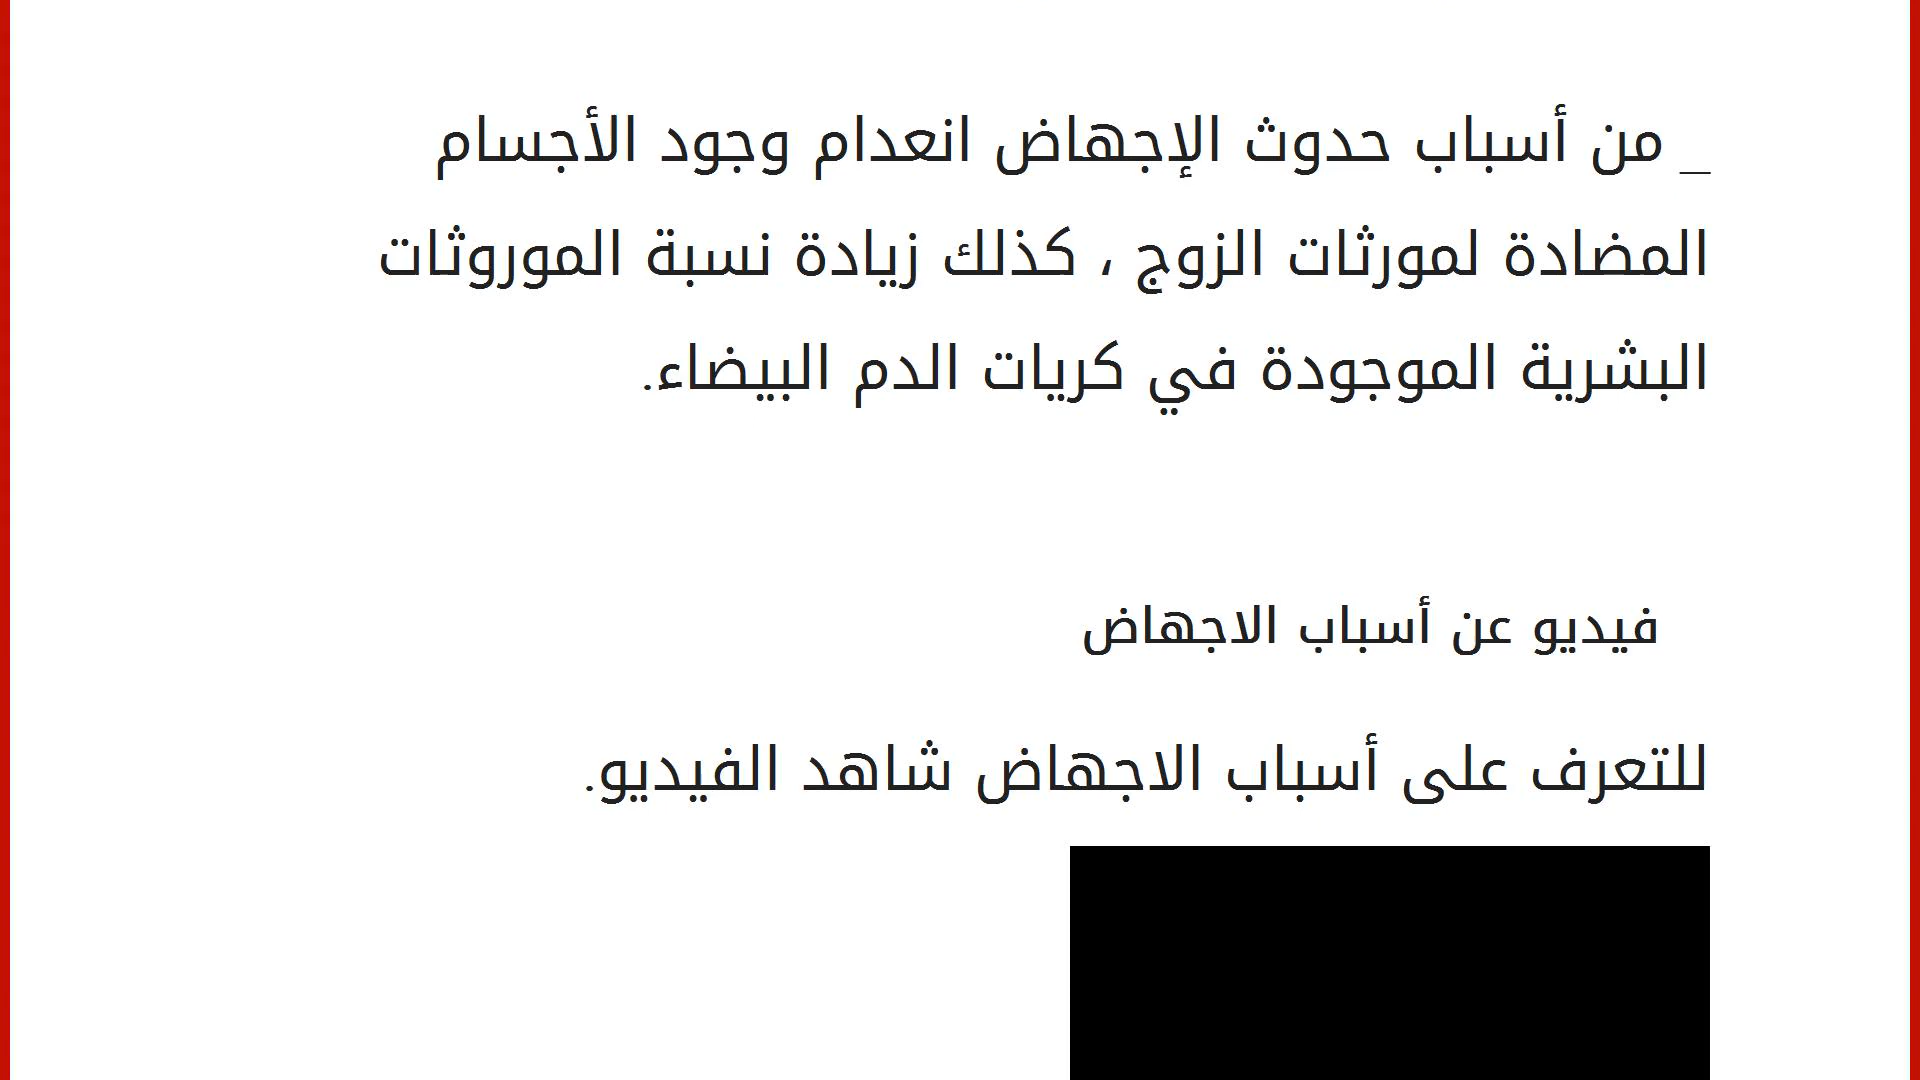 _ من أسباب حدوث الإجهاض انعدام وجود الأجسام
المضادة لمورثات الزوج ، كذلك زيادة نسبة الموروثات
البشرية الموجودة في كريات الدم البيضاء.
فيديو عن أسباب الاجهاض
للتعرف على أسباب الاجهاض شاهد الفيديو.